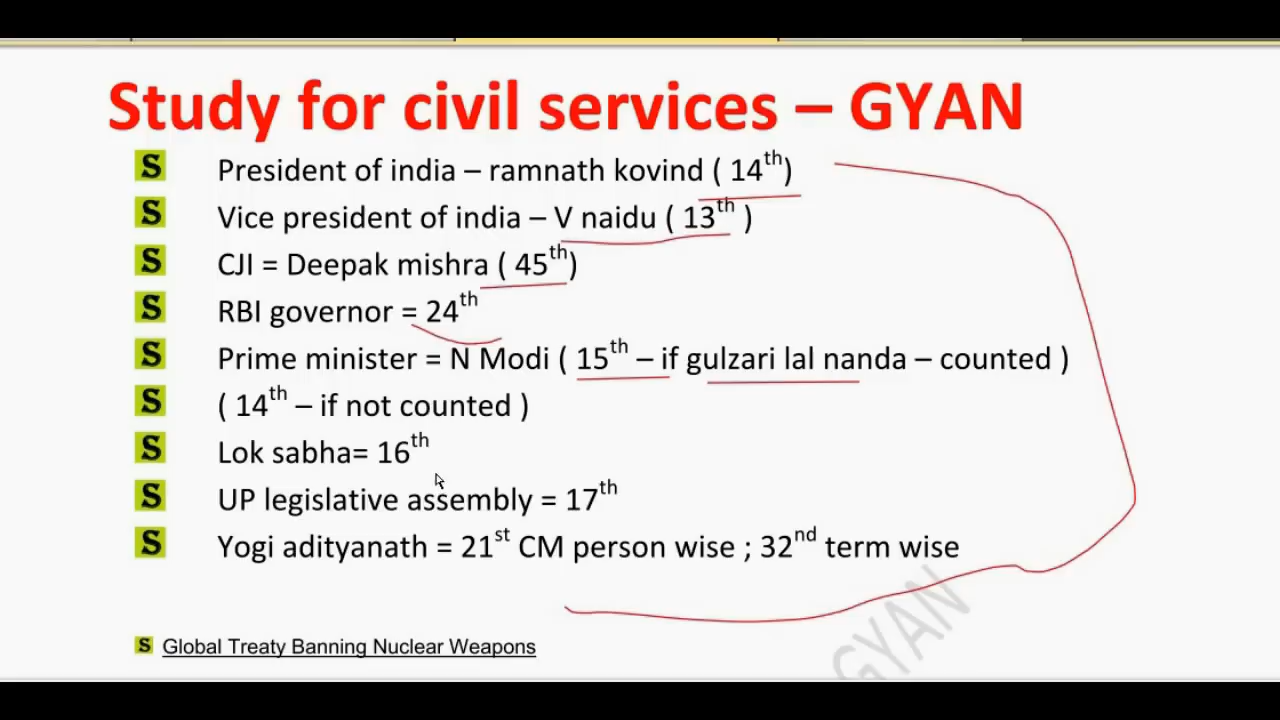 Study for civil services – GYAN
S President of india – ramnath kovind ( 14th)
S Vice president of india – V naidu ( 13th )
S CJI = Deepak mishra ( 45th)
S RBI governor = 24th
S Prime minister = N Modi ( 15th – if gulzari lal nanda – counted )
S ( 14th – if not counted )
S Lok sabha= 16th
S UP legislative assembly = 17th
S Yogi adityanath = 21st CM person wise ; 32nd term wise
S Global Treaty Banning Nuclear Weapons
GYAN